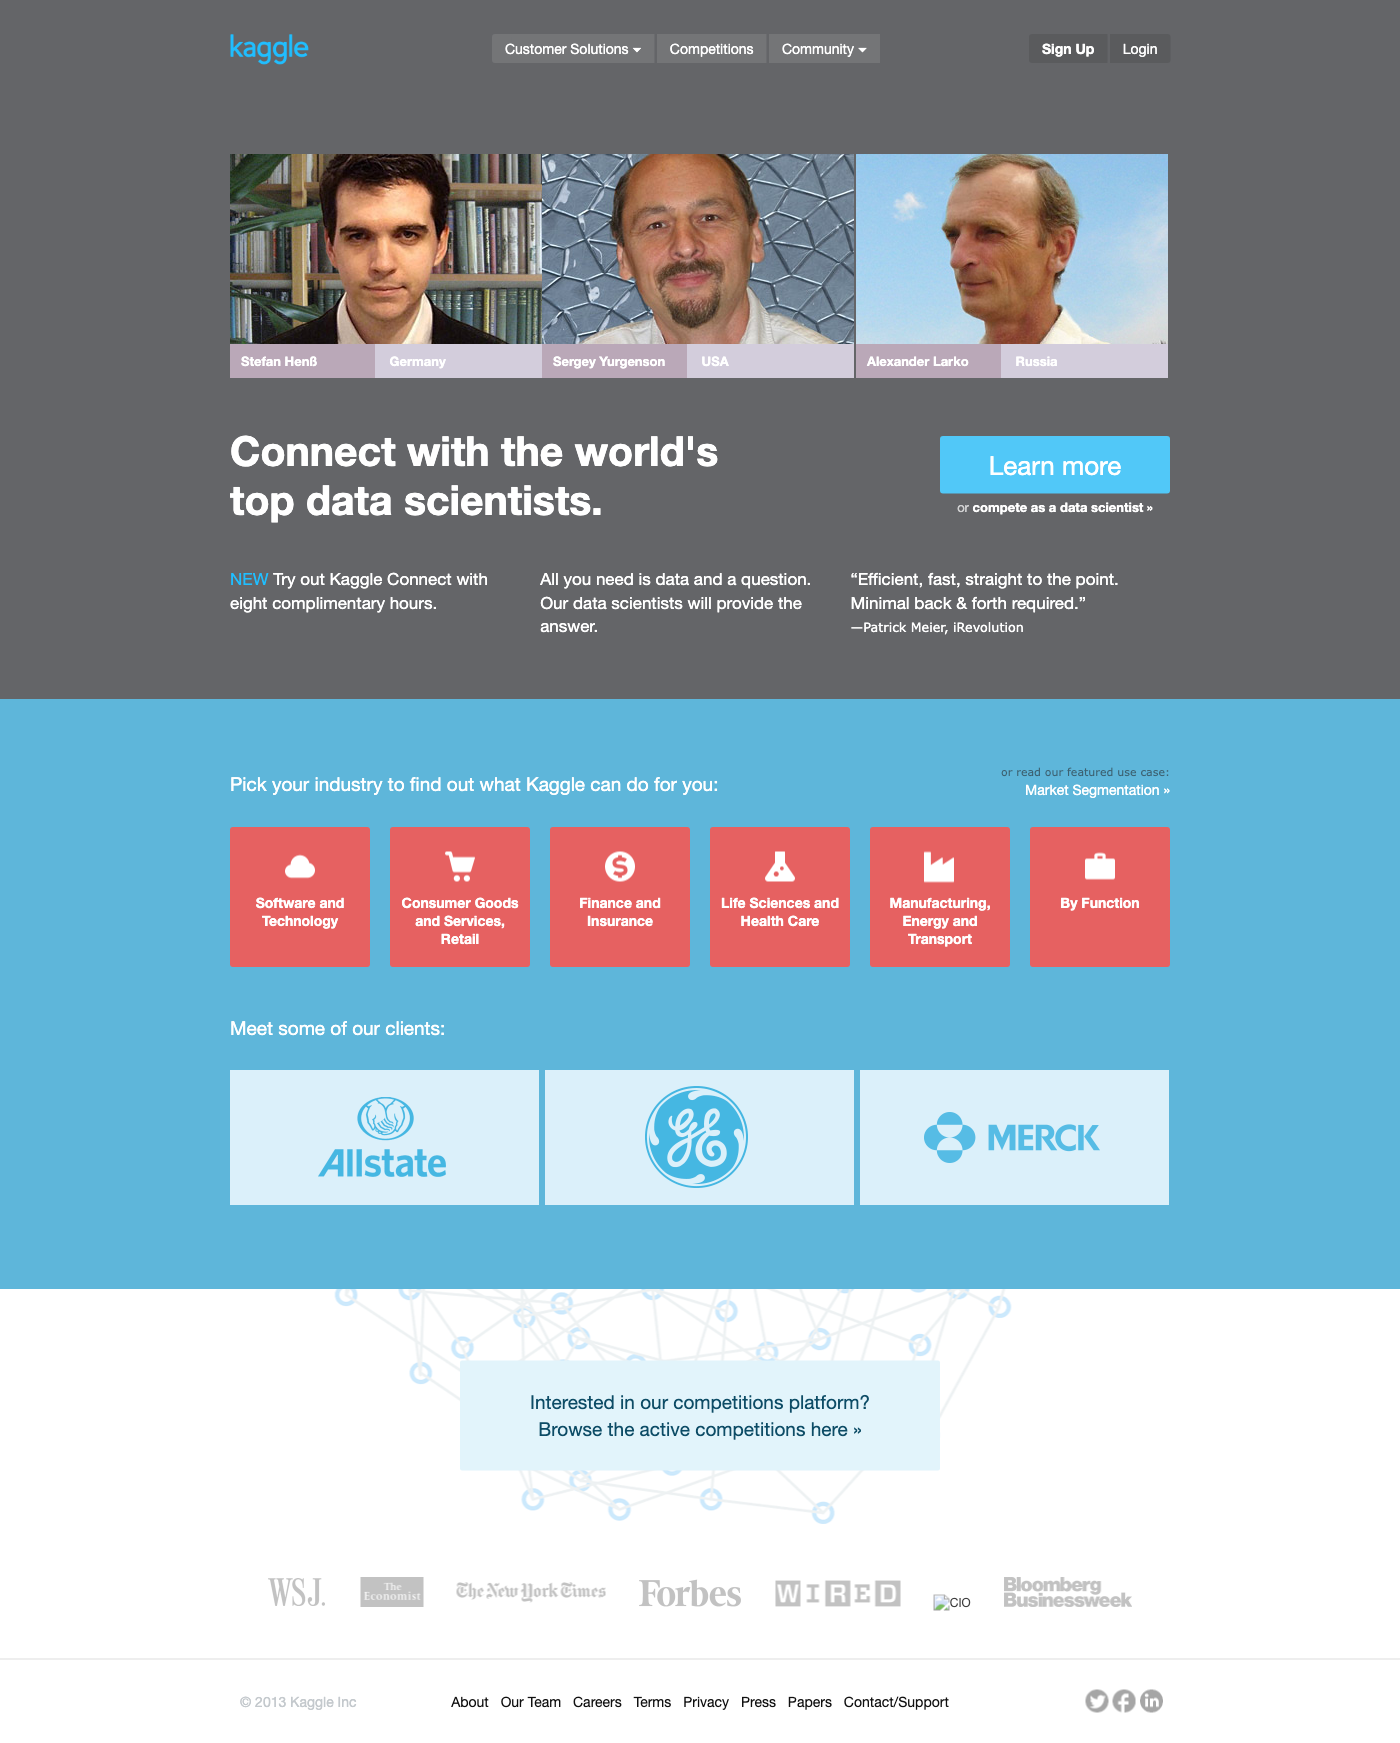 kaggle
Customer Solutions
Competitions
Community
Sign Up
Login
Stefan Henß
Germany
Sergey Yurgenson
USA
Alexander Larko
Russia
Connect with the world's
top data scientists.
Learn more
or compete as a data scientist »
NEW Try out Kaggle Connect with
eight complimentary hours.
All you need is data and a question.
Our data scientists will provide the
answer.
“Efficient, fast, straight to the point.
Minimal back & forth required.”
—Patrick Meier, iRevolution
Pick your industry to find out what Kaggle can do for you:
or read our featured use case:
Market Segmentation »
Software and
Technology
Consumer Goods
and Services,
Retail
Finance and
Insurance
Life Sciences and
Health Care
Manufacturing,
Energy and
Transport
By Function
Meet some of our clients:
Allstate
GE
MERCK
Interested in our competitions platform?
Browse the active competitions here »
WSJ.
The
Economist
The New York Times
Forbes
WIRED
CIO
Bloomberg
Businessweek
© 2013 Kaggle Inc
About
Our Team
Careers
Terms
Privacy
Press
Papers
Contact/Support